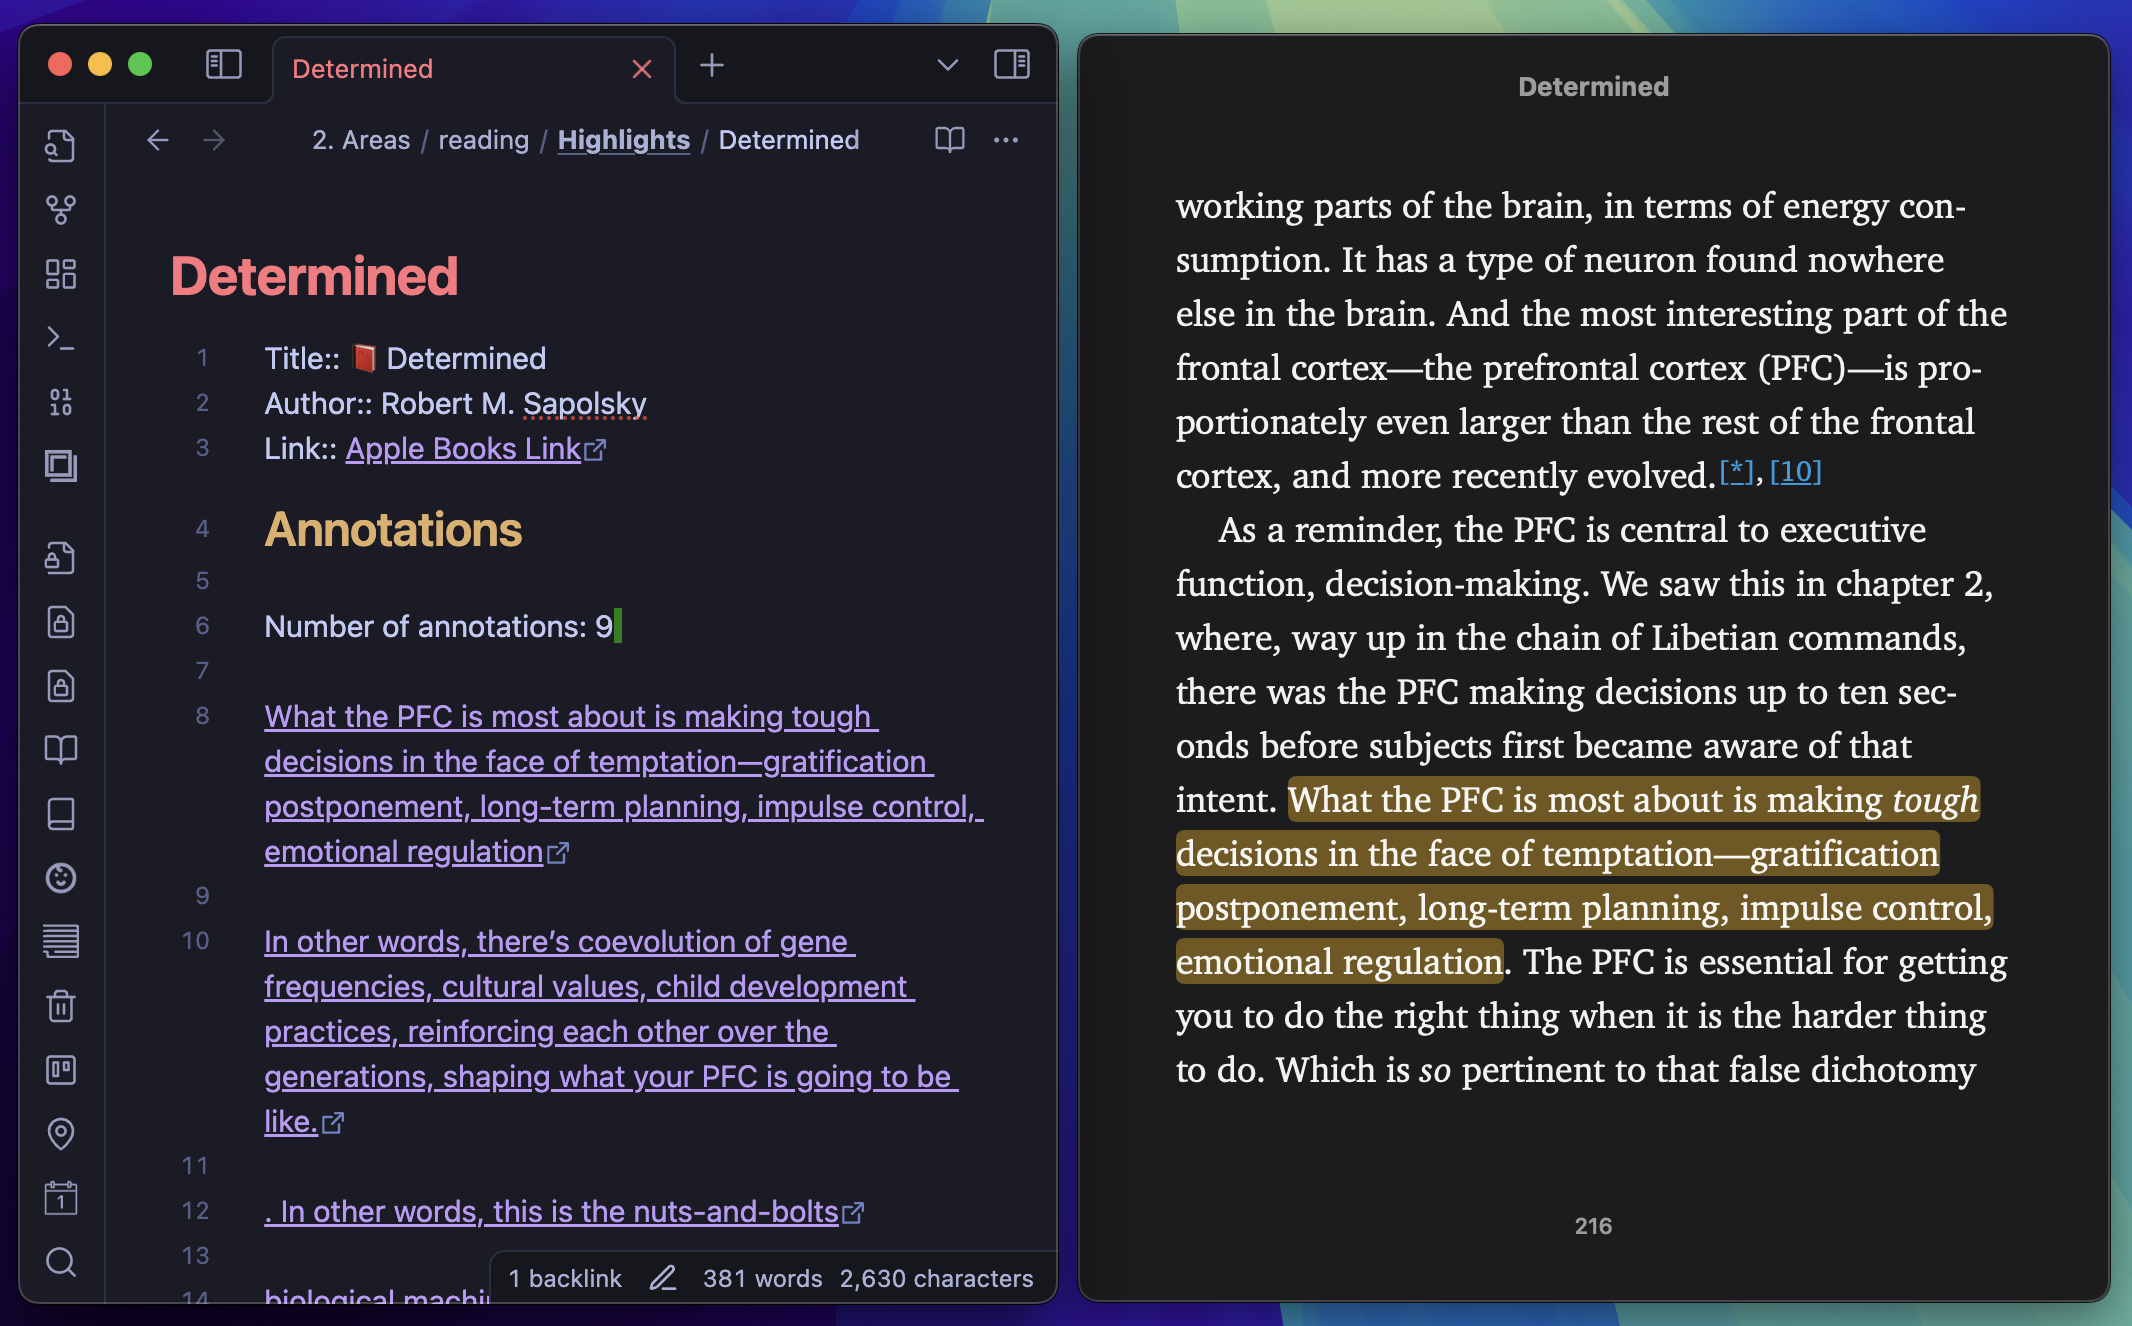 Determined
2. Areas / reading / Highlights / Determined
Determined
1 Title:: 📕 Determined
2 Author:: Robert M. Sapolsky
3 Link:: Apple Books Link
4 Annotations
5
6 Number of annotations: 9
7
8 What the PFC is most about is making tough
decisions in the face of temptation—gratification
postponement, long-term planning, impulse control,
emotional regulation
9
10 In other words, there’s coevolution of gene
frequencies, cultural values, child development
practices, reinforcing each other over the
generations, shaping what your PFC is going to be
like.
11
12 . In other words, this is the nuts-and-bolts
13
14 biological
1 backlink 381 words 2,630 characters
Determined
working parts of the brain, in terms of energy con-
sumption. It has a type of neuron found nowhere
else in the brain. And the most interesting part of the
frontal cortex—the prefrontal cortex (PFC)—is pro-
portionately even larger than the rest of the frontal
cortex, and more recently evolved.[*], [10]
As a reminder, the PFC is central to executive
function, decision-making. We saw this in chapter 2,
where, way up in the chain of Libetian commands,
there was the PFC making decisions up to ten sec-
onds before subjects first became aware of that
intent. What the PFC is most about is making tough
decisions in the face of temptation—gratification
postponement, long-term planning, impulse control,
emotional regulation. The PFC is essential for getting
you to do the right thing when it is the harder thing
to do. Which is so pertinent to that false dichotomy
216